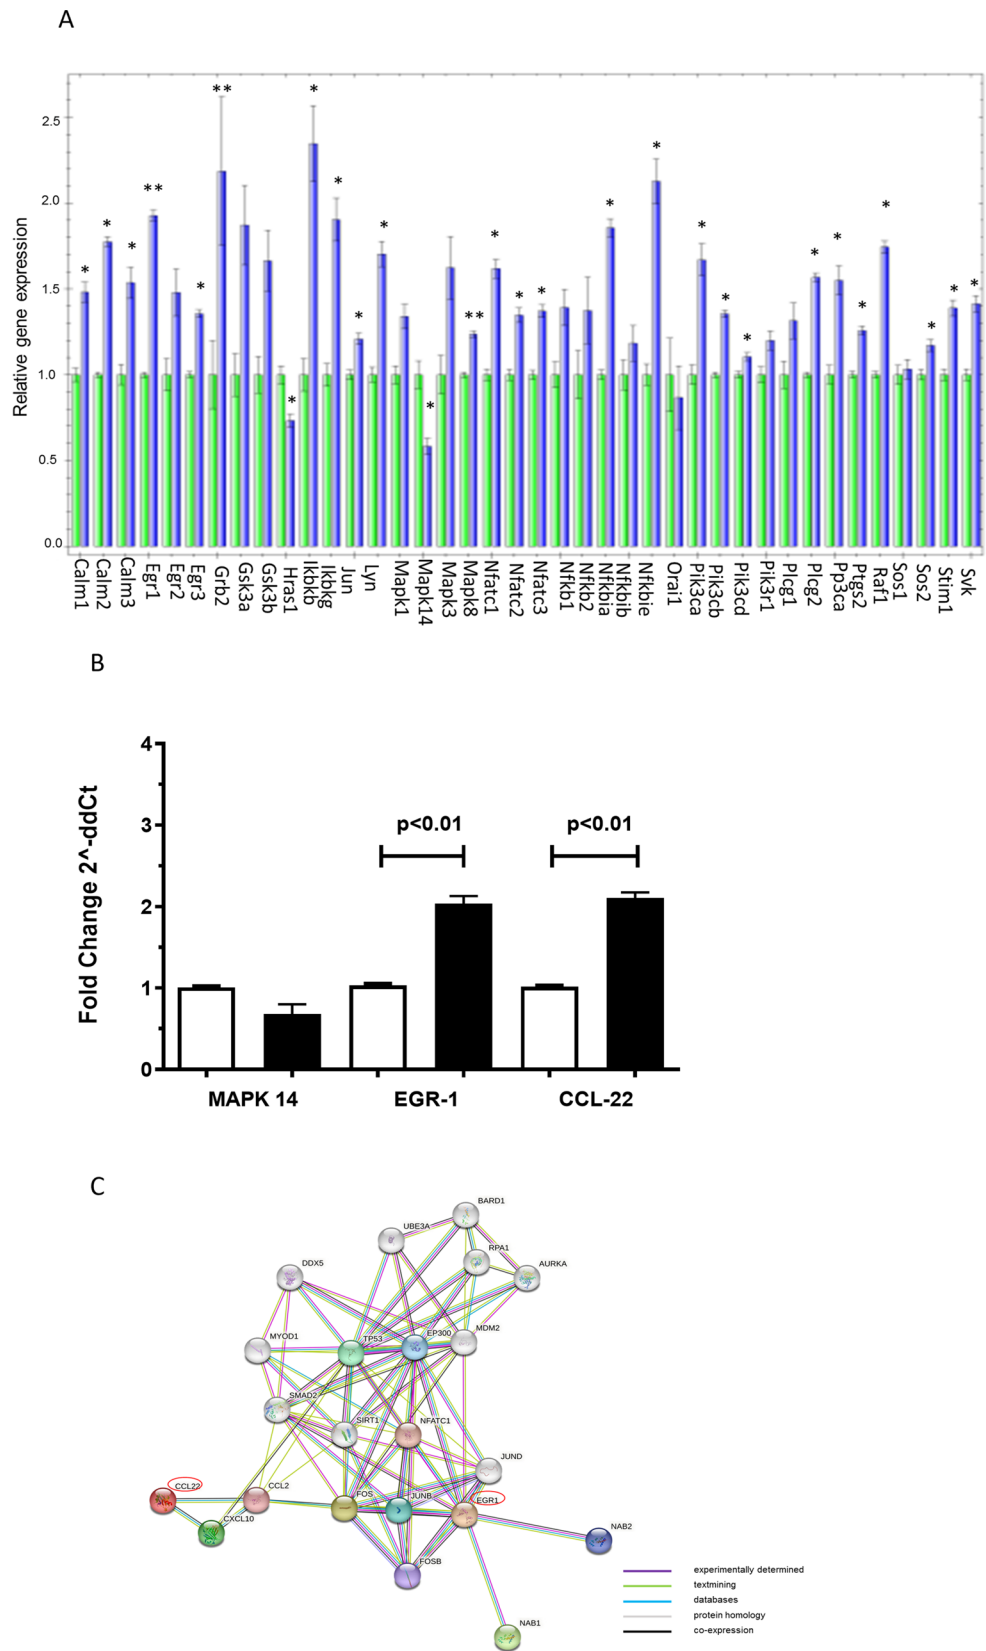 A
Relative gene expression
2.5
2.0
1.5
1.0
0.5
0.0
* * * ** * ** * * * * * ** * * * * * * * * * * * * * * *
Calm1 Calm2 Calm3 Egr1 Egr2 Egr3 Grb2 Gsk3a Gsk3b Hras1 Ikbkb Ikbkg Jun Lyn Mapk1 Mapk14 Mapk3 Mapk8 Nfatc1 Nfatc2 Nfatc3 Nfkb1 Nfkb2 Nfkbia Nfkbib Nfkbie Orai1 Pik3ca Pik3cb Pik3cd Pik3r1 Plcg1 Plcg2 Pp3ca Ptgs2 Raf1 Sos1 Sos2 Stim1 Svk
B
Fold Change 2^-ddCt
4
3
2
1
0
p<0.01 p<0.01
MAPK 14 EGR-1 CCL-22
C
BARD1
UBE3A
RPA1
DDX5
AURKA
MYOD1
TP53
EP300
MDM2
SMAD2
SIRT1
NFATC1
JUND
CCL22
CCL2
FOS
JUNB
EGR1
CXCL10
NAB2
FOSB
NAB1
experimentally determined
textmining
databases
protein homology
co-expression